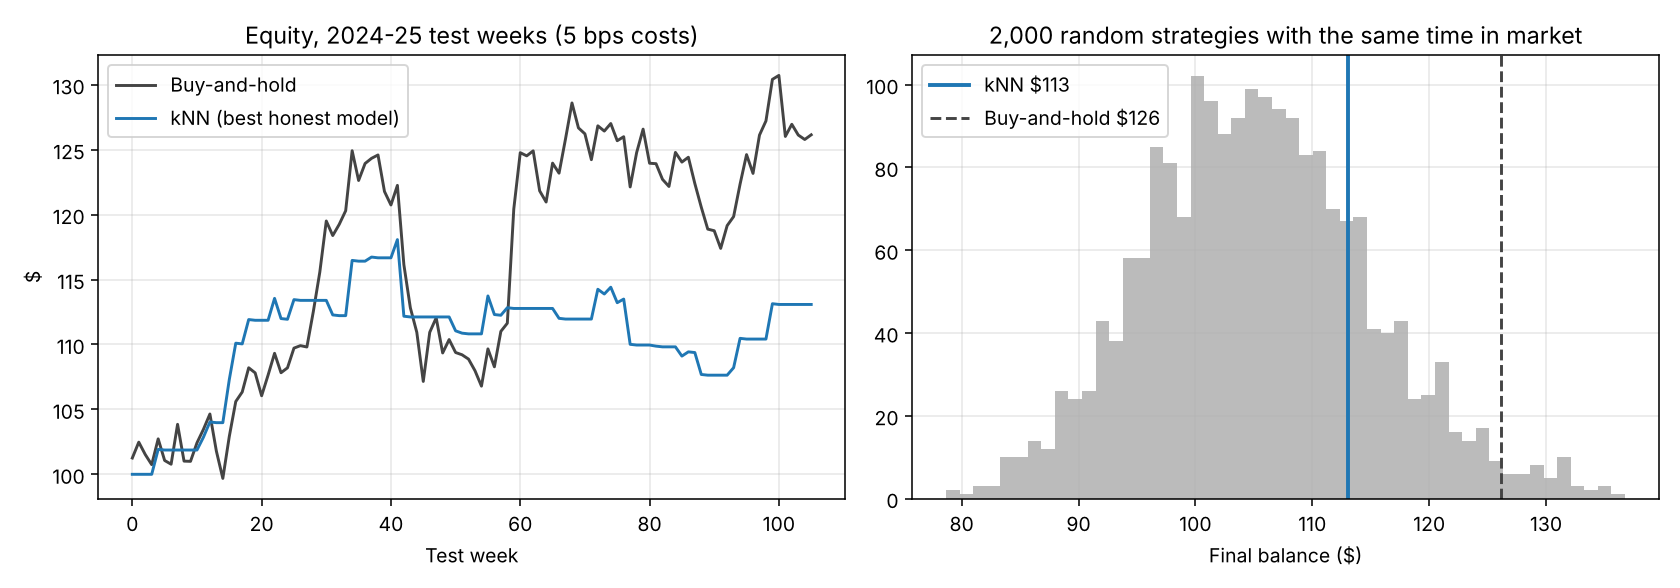 Equity, 2024-25 test weeks (5 bps costs)
Buy-and-hold
kNN (best honest model)
130
125
120
115
110
105
100
$
0 20 40 60 80 100
Test week
2,000 random strategies with the same time in market
kNN $113
Buy-and-hold $126
100
80
60
40
20
0
80 90 100 110 120 130
Final balance ($)